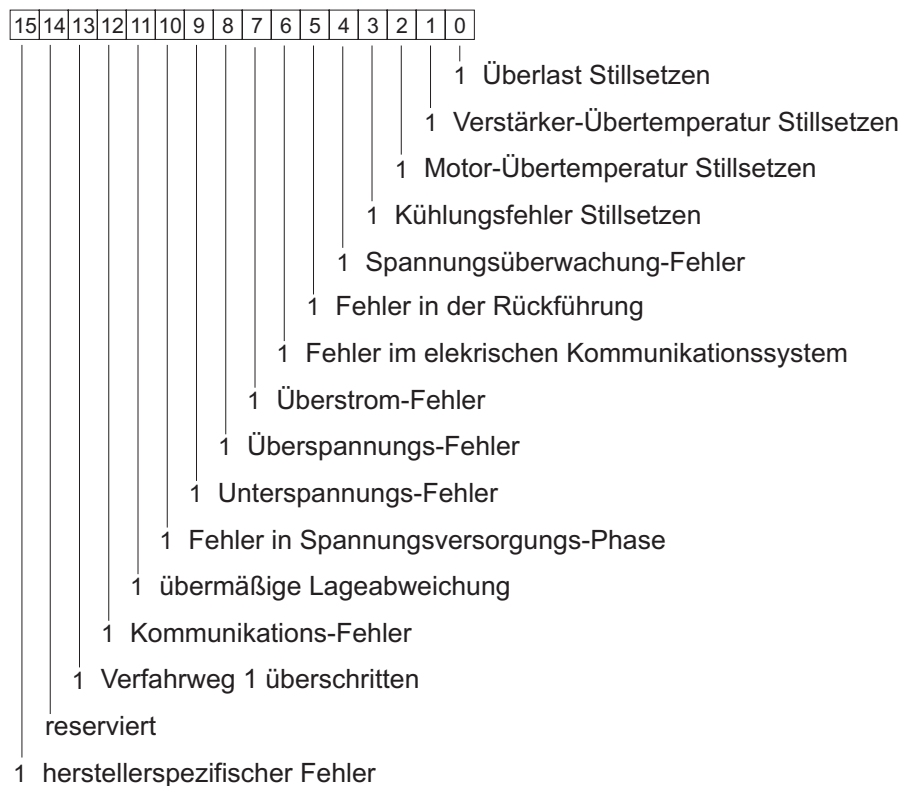 15 14 13 12 11 10 9 8 7 6 5 4 3 2 1 0
1 Überlast Stillsetzen
1 Verstärker-Übertemperatur Stillsetzen
1 Motor-Übertemperatur Stillsetzen
1 Kühlungsfehler Stillsetzen
1 Spannungsüberwachung-Fehler
1 Fehler in der Rückführung
1 Fehler im elekrischen Kommunikationssystem
1 Überstrom-Fehler
1 Überspannungs-Fehler
1 Unterspannungs-Fehler
1 Fehler in Spannungsversorgungs-Phase
1 übermäßige Lageabweichung
1 Kommunikations-Fehler
1 Verfahrweg 1 überschritten
reserviert
1 herstellerspezifischer Fehler